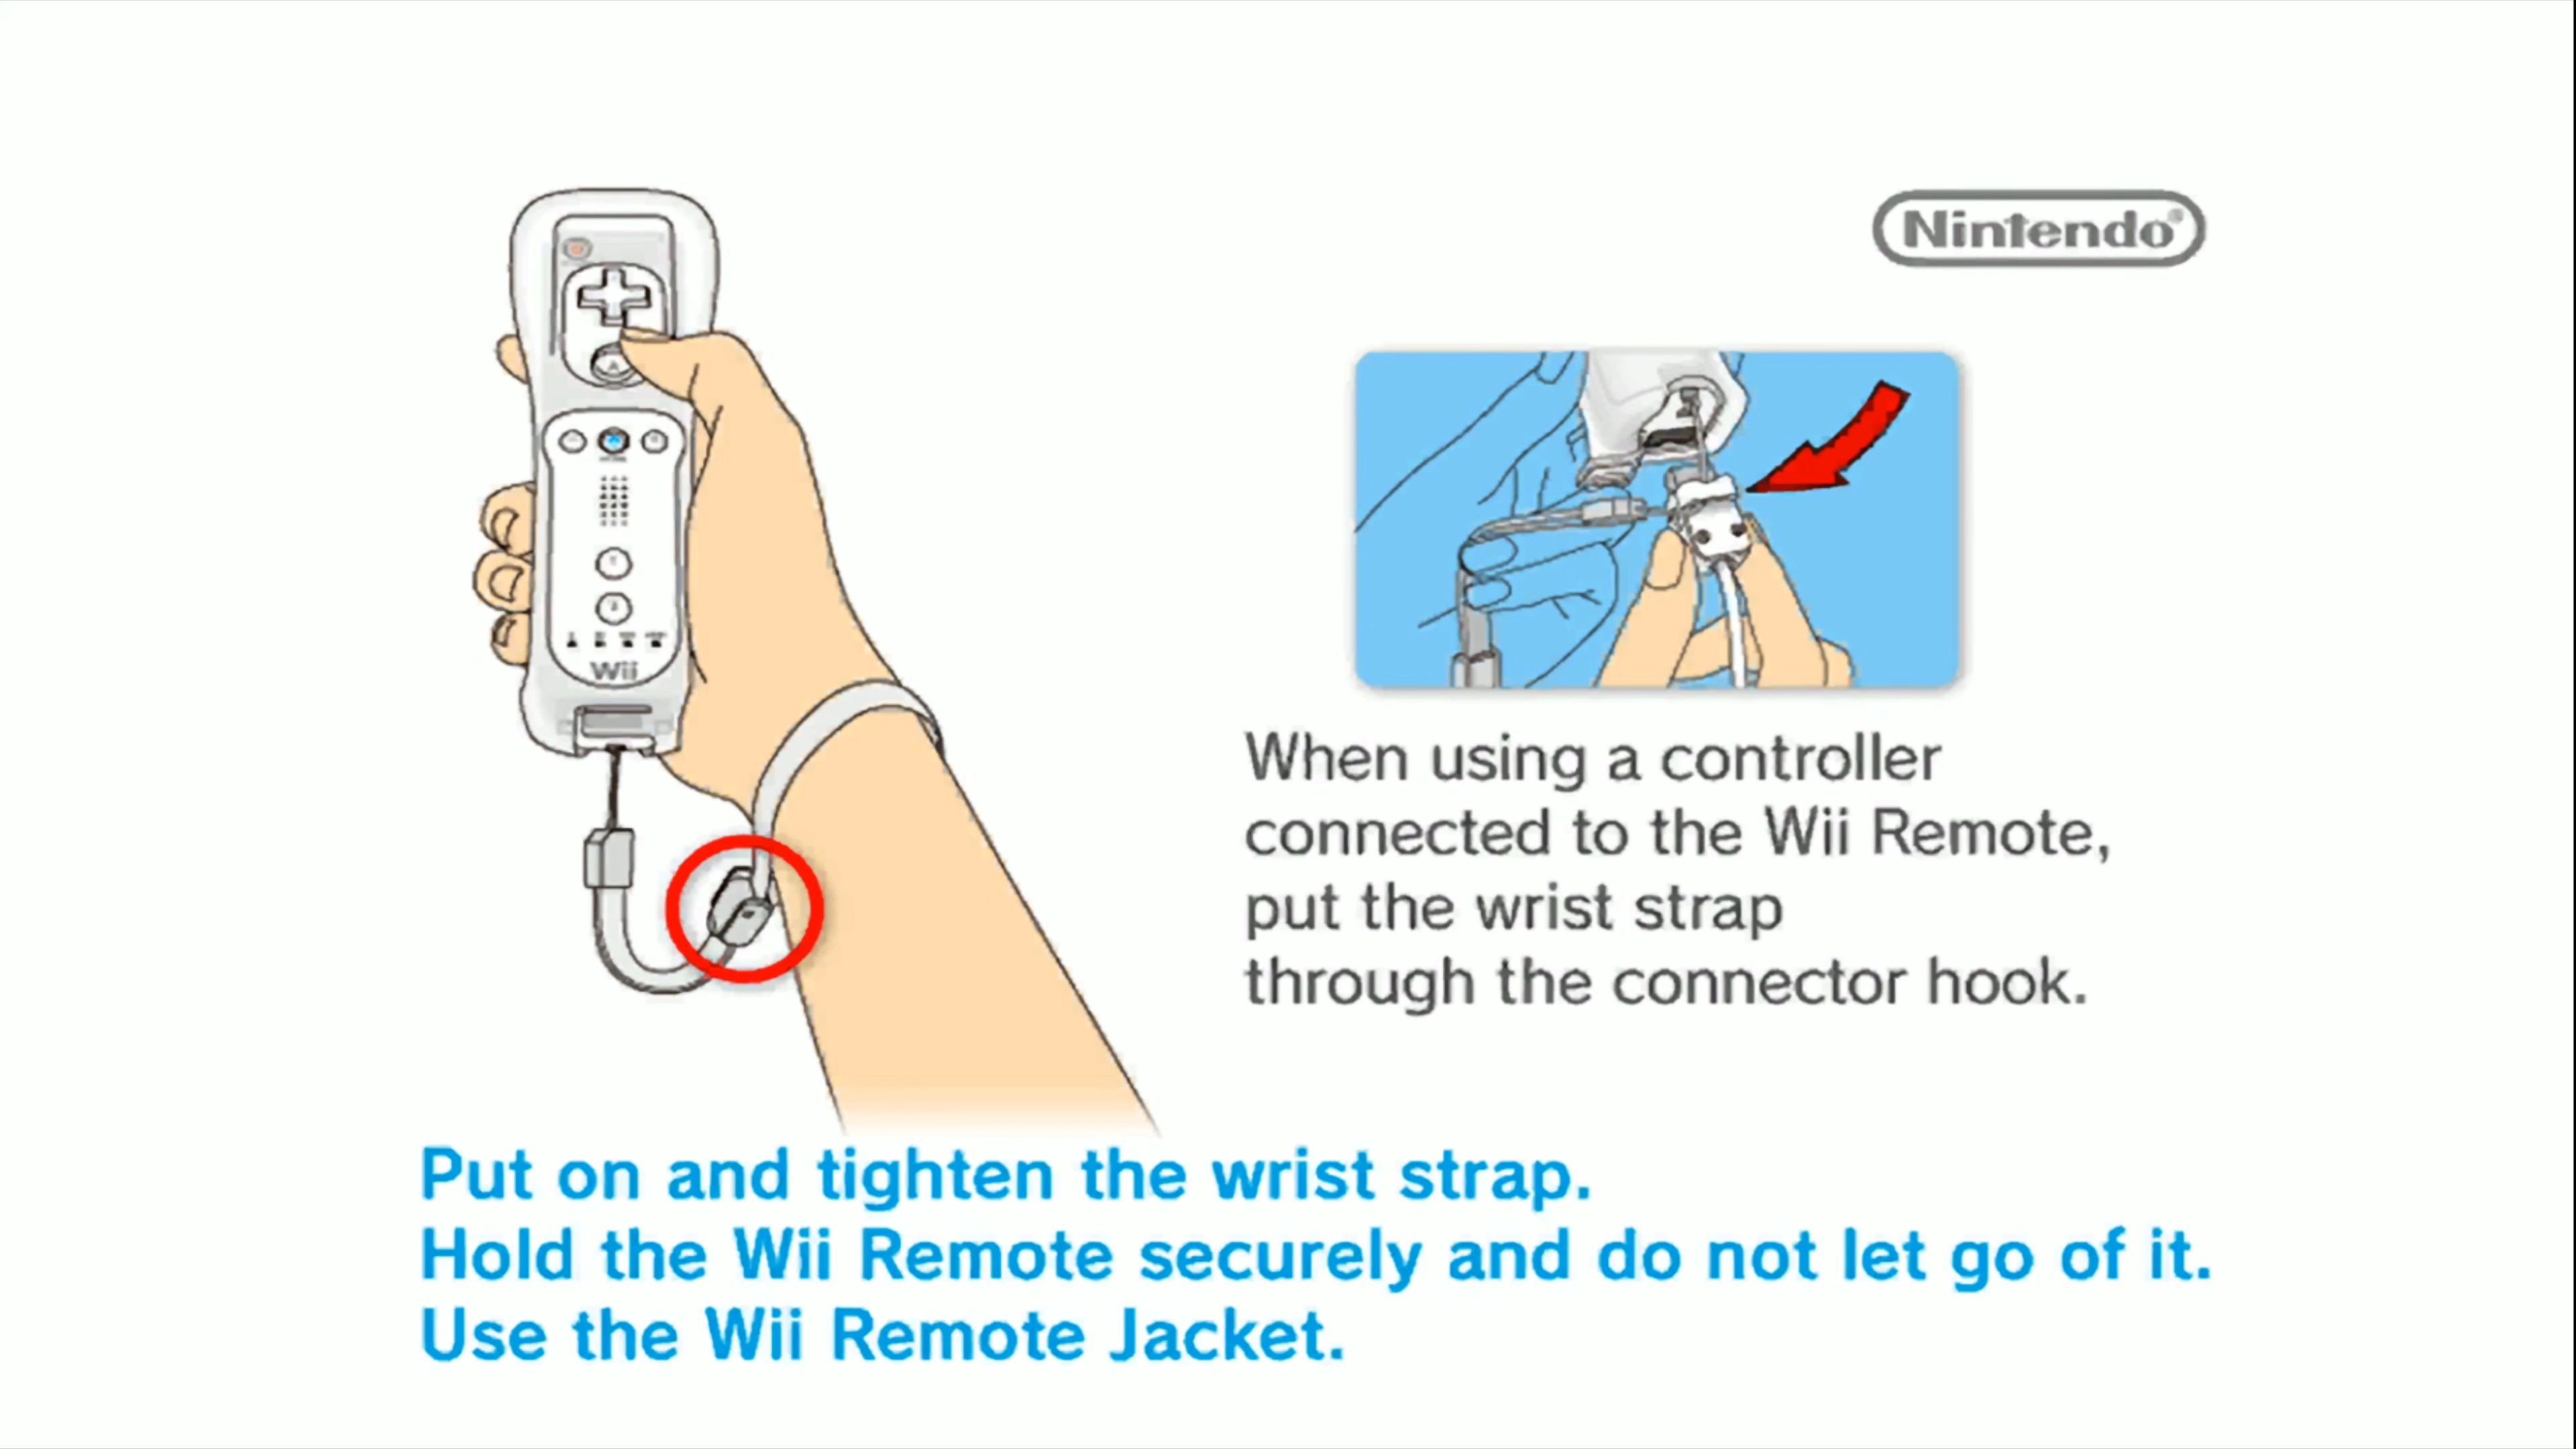 Nintendo®
A
Wii
When using a controller
connected to the Wii Remote,
put the wrist strap
through the connector hook.
Put on and tighten the wrist strap.
Hold the Wii Remote securely and do not let go of it.
Use the Wii Remote Jacket.